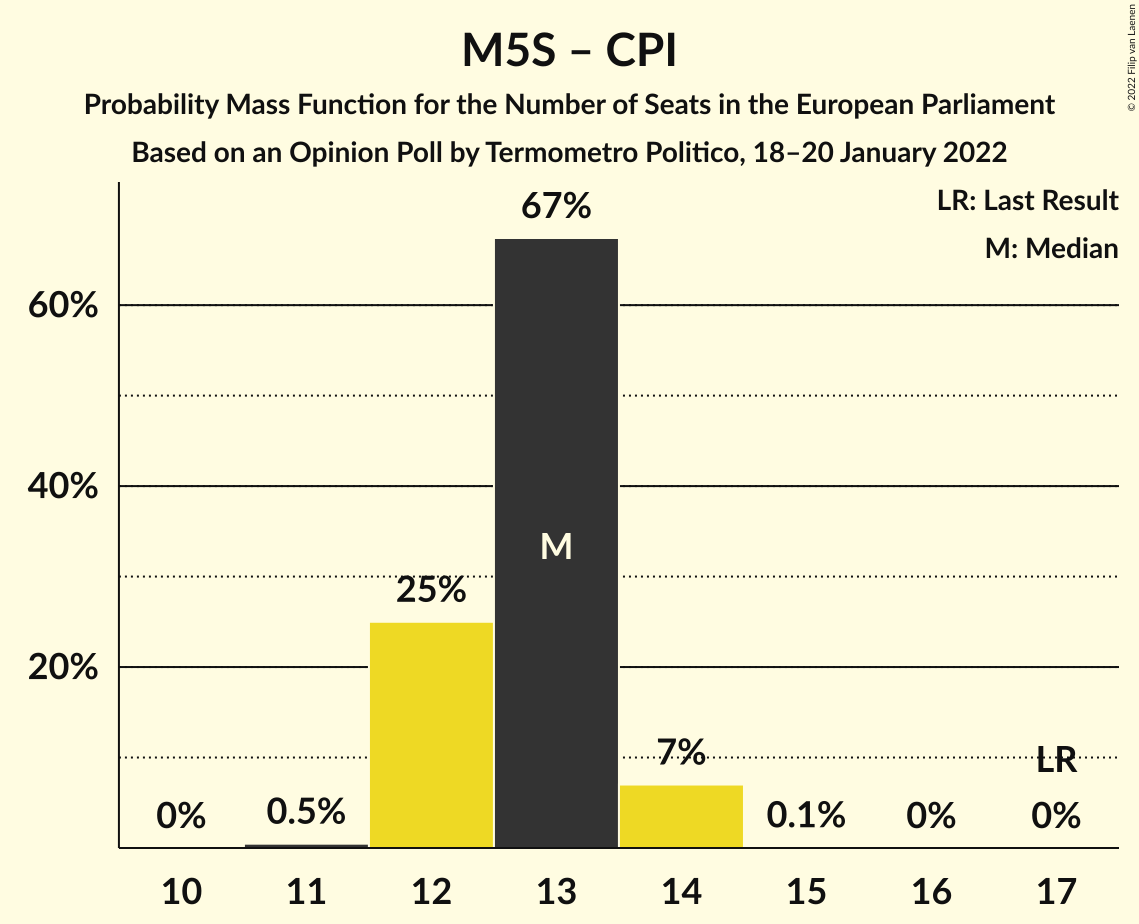 M5S – CPI
Probability Mass Function for the Number of Seats in the European Parliament
Based on an Opinion Poll by Termometro Politico, 18–20 January 2022
© 2022 Filip van Laenen
LR: Last Result
M: Median
60%
40%
20%
0%
0.5%
25%
67%
M
7%
0.1%
0%
LR
0%
10 11 12 13 14 15 16 17